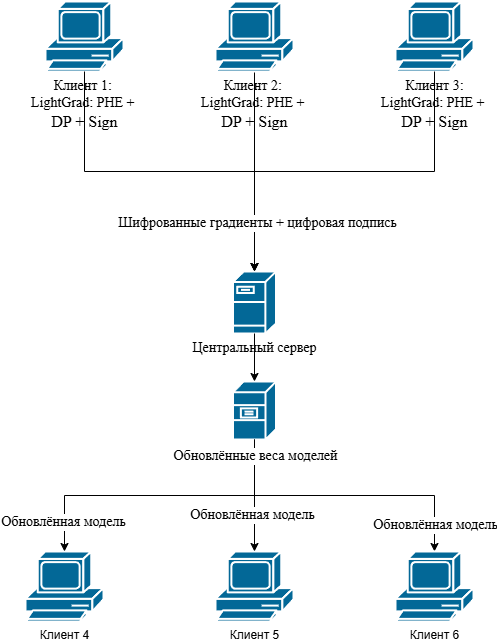 Клиент 1: Клиент 2: Клиент 3:
LightGrad: PHE + LightGrad: PHE + LightGrad: PHE +
DP + Sign DP + Sign DP + Sign
Шифрованные градиенты + цифровая подпись
Центральный сервер
Обновлённые веса моделей
Обновлённая модель Обновлённая модель Обновлённая модель
Клиент 4 Клиент 5 Клиент 6